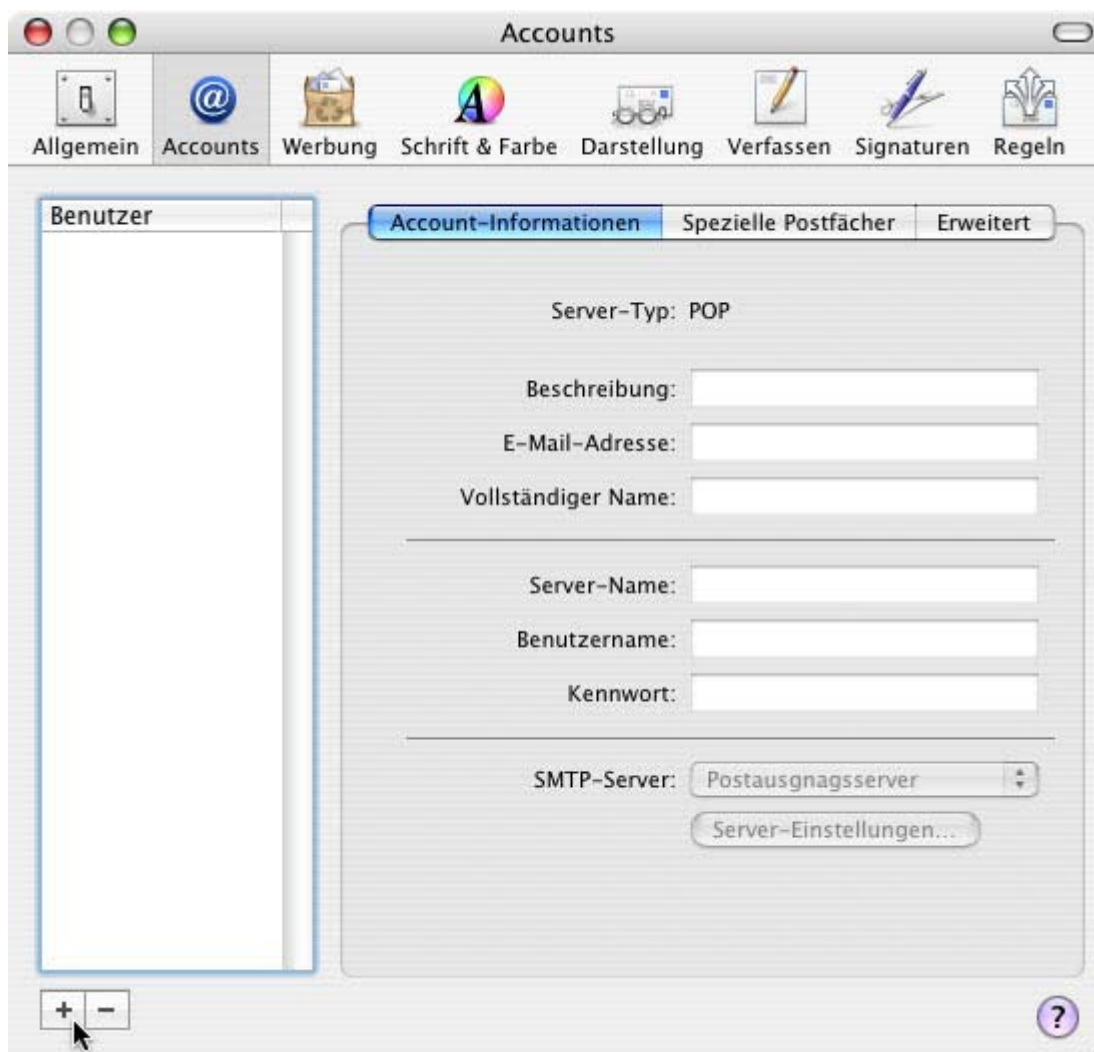 Accounts
Allgemein Accounts Werbung Schrift & Farbe Darstellung Verfassen Signaturen Regeln
Benutzer
Account-Informationen Spezielle Postfächer Erweitert
Server-Typ: POP
Beschreibung:
E-Mail-Adresse:
Vollständiger Name:
Server-Name:
Benutzername:
Kennwort:
SMTP-Server: Postausgnagsserver
Server-Einstellungen...
+ − ?